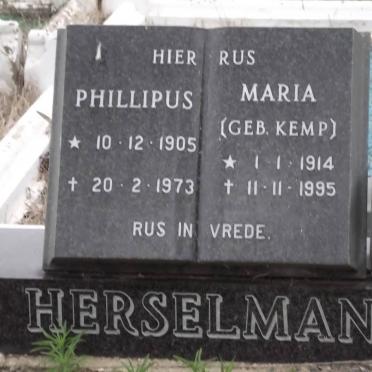 HIER RUS
PHILLIPUS
★ 10·12·1905
✝ 20·2·1973
MARIA
(GEB. KEMP)
★ 1·1·1914
✝ 11·11·1995
RUS IN VREDE.
HERSELMAN